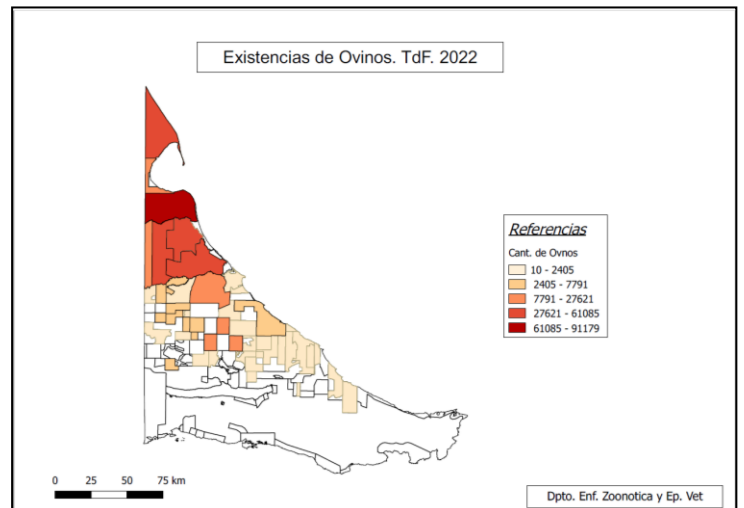 Existencias de Ovinos. TdF. 2022
Referencias
Cant. de Ovnos
10 - 2405
2405 - 7791
7791 - 27621
27621 - 61085
61085 - 91179
0 25 50 75 km
Dpto. Enf. Zoonotica y Ep. Vet